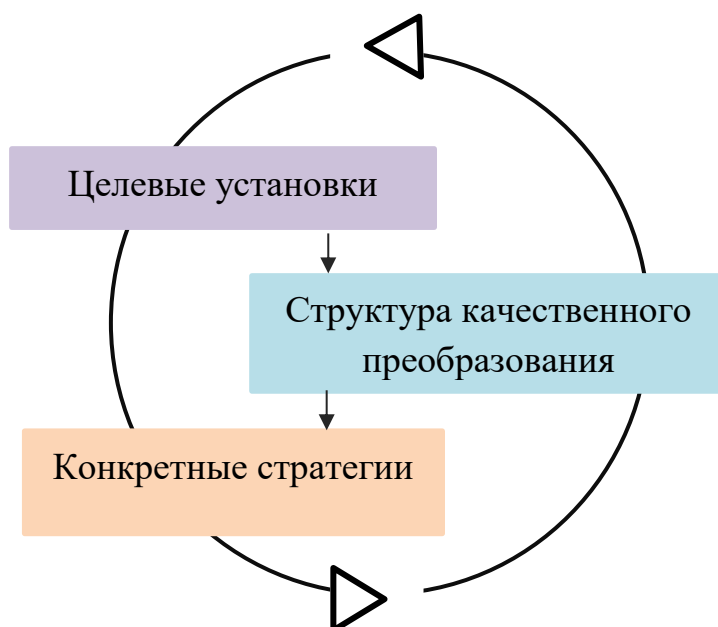 Целевые установки
Структура качественного
преобразования
Конкретные стратегии